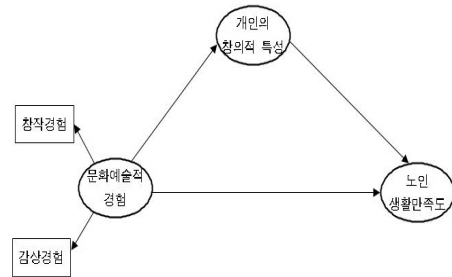 개인의
창의적 특성
창작경험
문화예술적
경험
노인
생활만족도
감상경험